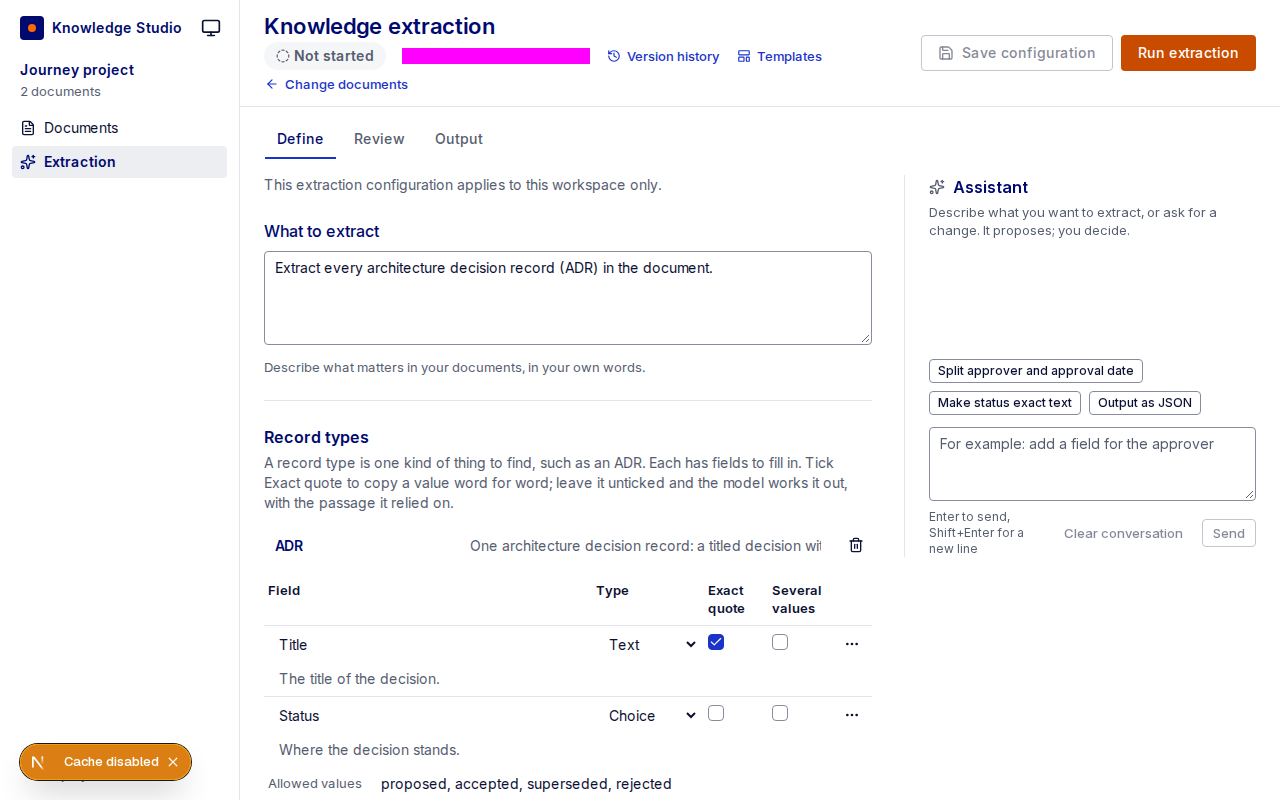 Knowledge Studio
Journey project
2 documents
Documents
Extraction
Cache disabled
Knowledge extraction
Not started
Version history
Templates
Change documents
Save configuration
Run extraction
Define
Review
Output
This extraction configuration applies to this workspace only.
What to extract
Extract every architecture decision record (ADR) in the document.
Describe what matters in your documents, in your own words.
Record types
A record type is one kind of thing to find, such as an ADR. Each has fields to fill in. Tick
Exact quote to copy a value word for word; leave it unticked and the model works it out,
with the passage it relied on.
ADR
One architecture decision record: a titled decision
Field
Type
Exact quote
Several values
Title
Text
The title of the decision.
Status
Choice
Where the decision stands.
Allowed values
proposed, accepted, superseded, rejected
Assistant
Describe what you want to extract, or ask for a
change. It proposes; you decide.
Split approver and approval date
Make status exact text
Output as JSON
For example: add a field for the approver
Enter to send,
Shift+Enter for a
new line
Clear conversation
Send